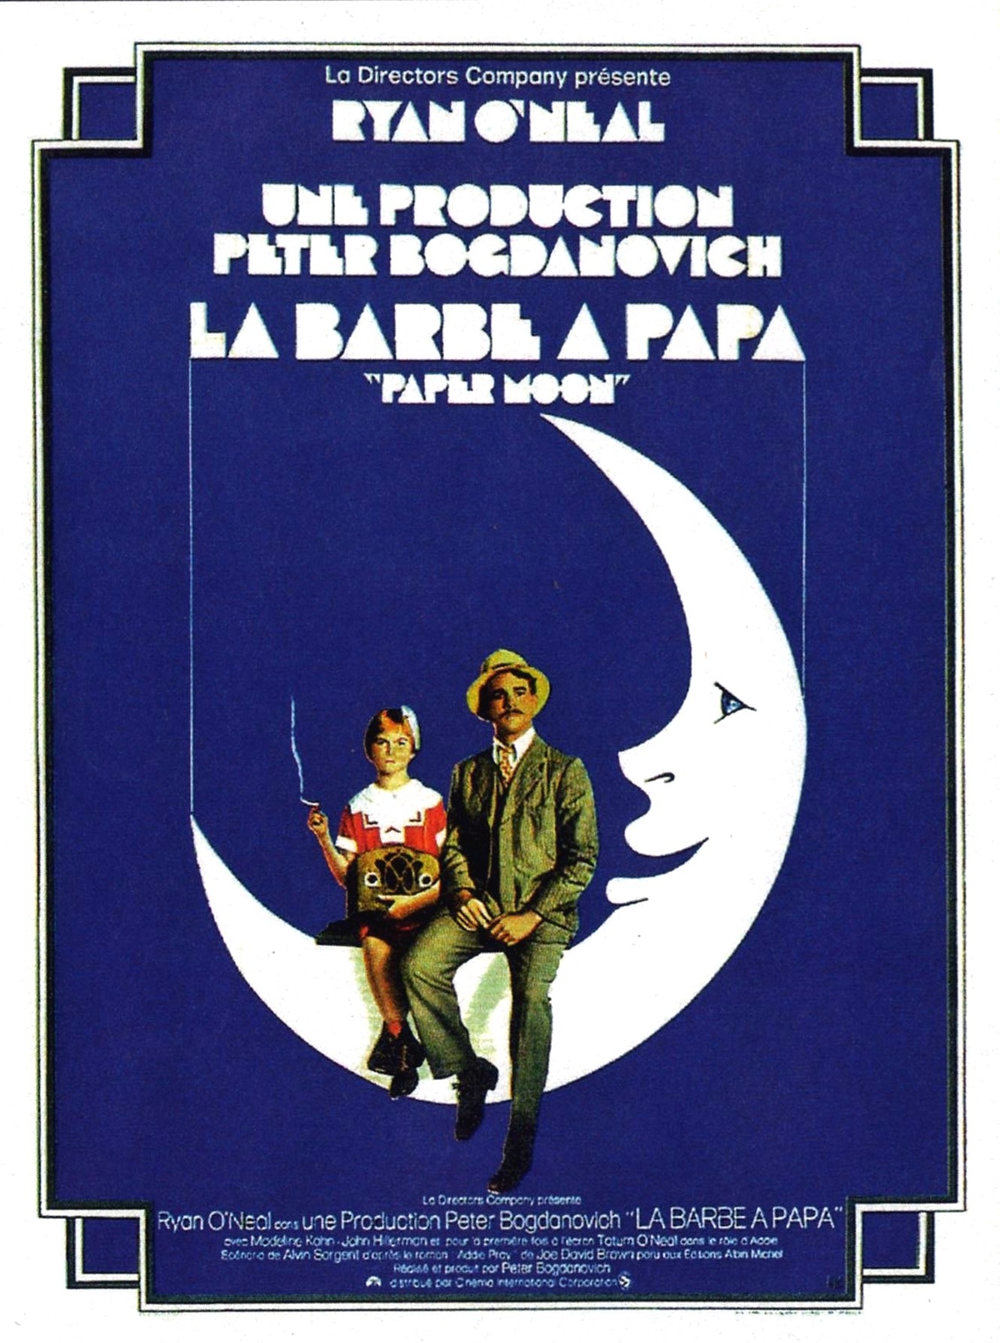 La Directors Company présente
RYAN O'NEAL
UNE PRODUCTION
PETER BOGDANOVICH
LA BARBE A PAPA
"PAPER MOON"
La Directors Company présente
Ryan O'Neal dans une Production Peter Bogdanovich "LA BARBE A PAPA"
avec Madeline Kahn · John Hillerman et pour la première fois à l'écran Tatum O'Neal dans le rôle d'Addie
Scénario de Alvin Sargent d'après le roman "Addie Pray" de Joe David Brown paru aux Editions Albin Michel
Réalisé et produit par Peter Bogdanovich
distribué par Cinema International Corporation